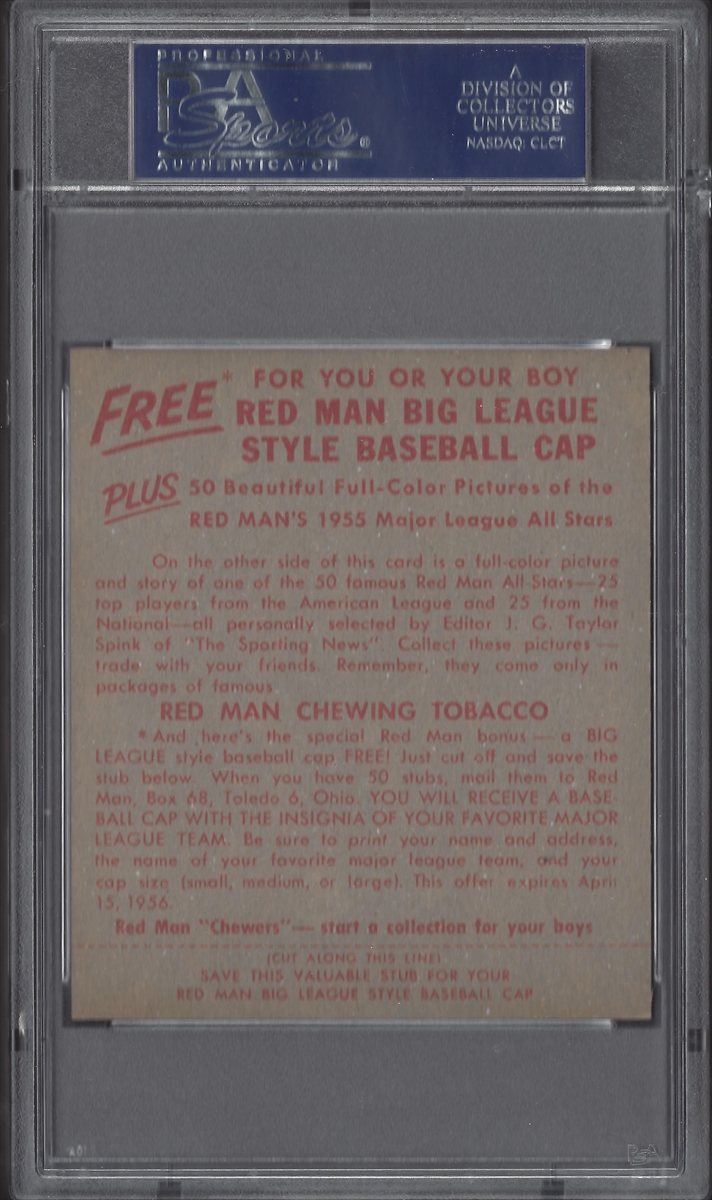 PROFESSIONAL
PSA
Sports®
AUTHENTICATOR
A
DIVISION OF
COLLECTORS
UNIVERSE
NASDAQ: CLCT
FREE* FOR YOU OR YOUR BOY
RED MAN BIG LEAGUE
STYLE BASEBALL CAP
PLUS 50 Beautiful Full-Color Pictures of the
RED MAN'S 1955 Major League All Stars
On the other side of this card is a full-color picture
and story of one of the 50 famous Red Man All-Stars—25
top players from the American League and 25 from the
National—all personally selected by Editor J. G. Taylor
Spink of "The Sporting News". Collect these pictures —
trade with your friends. Remember, they come only in
packages of famous
RED MAN CHEWING TOBACCO
*And here's the special Red Man bonus — a BIG
LEAGUE style baseball cap FREE! Just cut off and save the
stub below. When you have 50 stubs, mail them to Red
Man, Box 68, Toledo 6, Ohio. YOU WILL RECEIVE A BASE-
BALL CAP WITH THE INSIGNIA OF YOUR FAVORITE MAJOR
LEAGUE TEAM. Be sure to print your name and address,
the name of your favorite major league team, and your
cap size (small, medium, or large). This offer expires April
15, 1956.
Red Man "Chewers"— start a collection for your boys
(CUT ALONG THIS LINE)
SAVE THIS VALUABLE STUB FOR YOUR
RED MAN BIG LEAGUE STYLE BASEBALL CAP
PSA